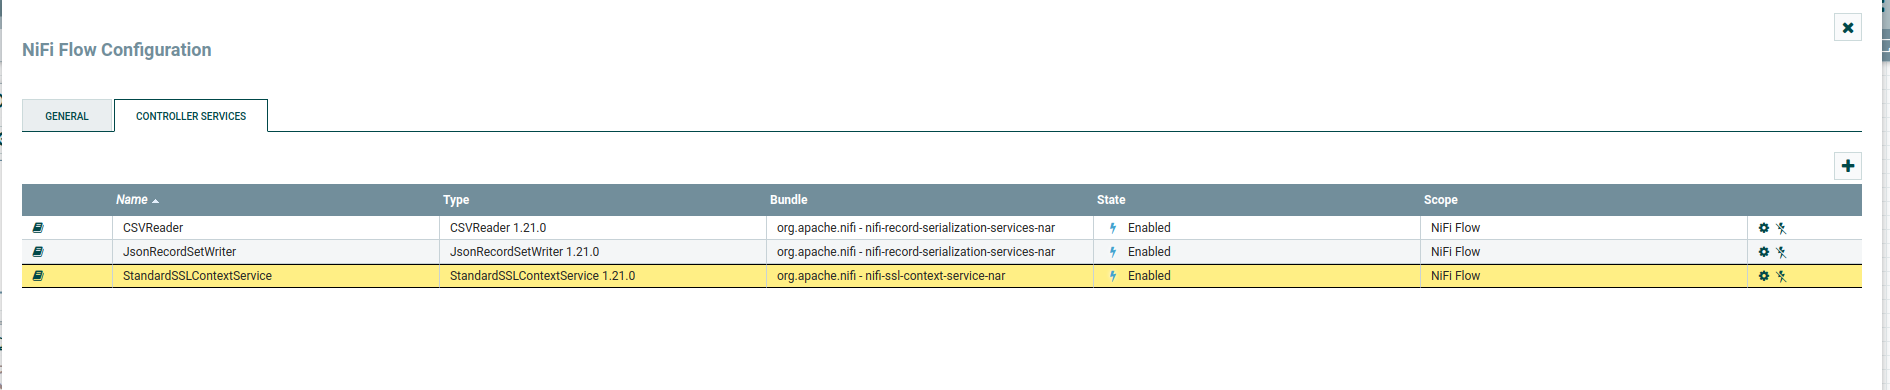 NiFi Flow Configuration
GENERAL CONTROLLER SERVICES
Name Type Bundle State Scope
CSVReader CSVReader 1.21.0 org.apache.nifi - nifi-record-serialization-services-nar Enabled NiFi Flow
JsonRecordSetWriter JsonRecordSetWriter 1.21.0 org.apache.nifi - nifi-record-serialization-services-nar Enabled NiFi Flow
StandardSSLContextService StandardSSLContextService 1.21.0 org.apache.nifi - nifi-ssl-context-service-nar Enabled NiFi Flow